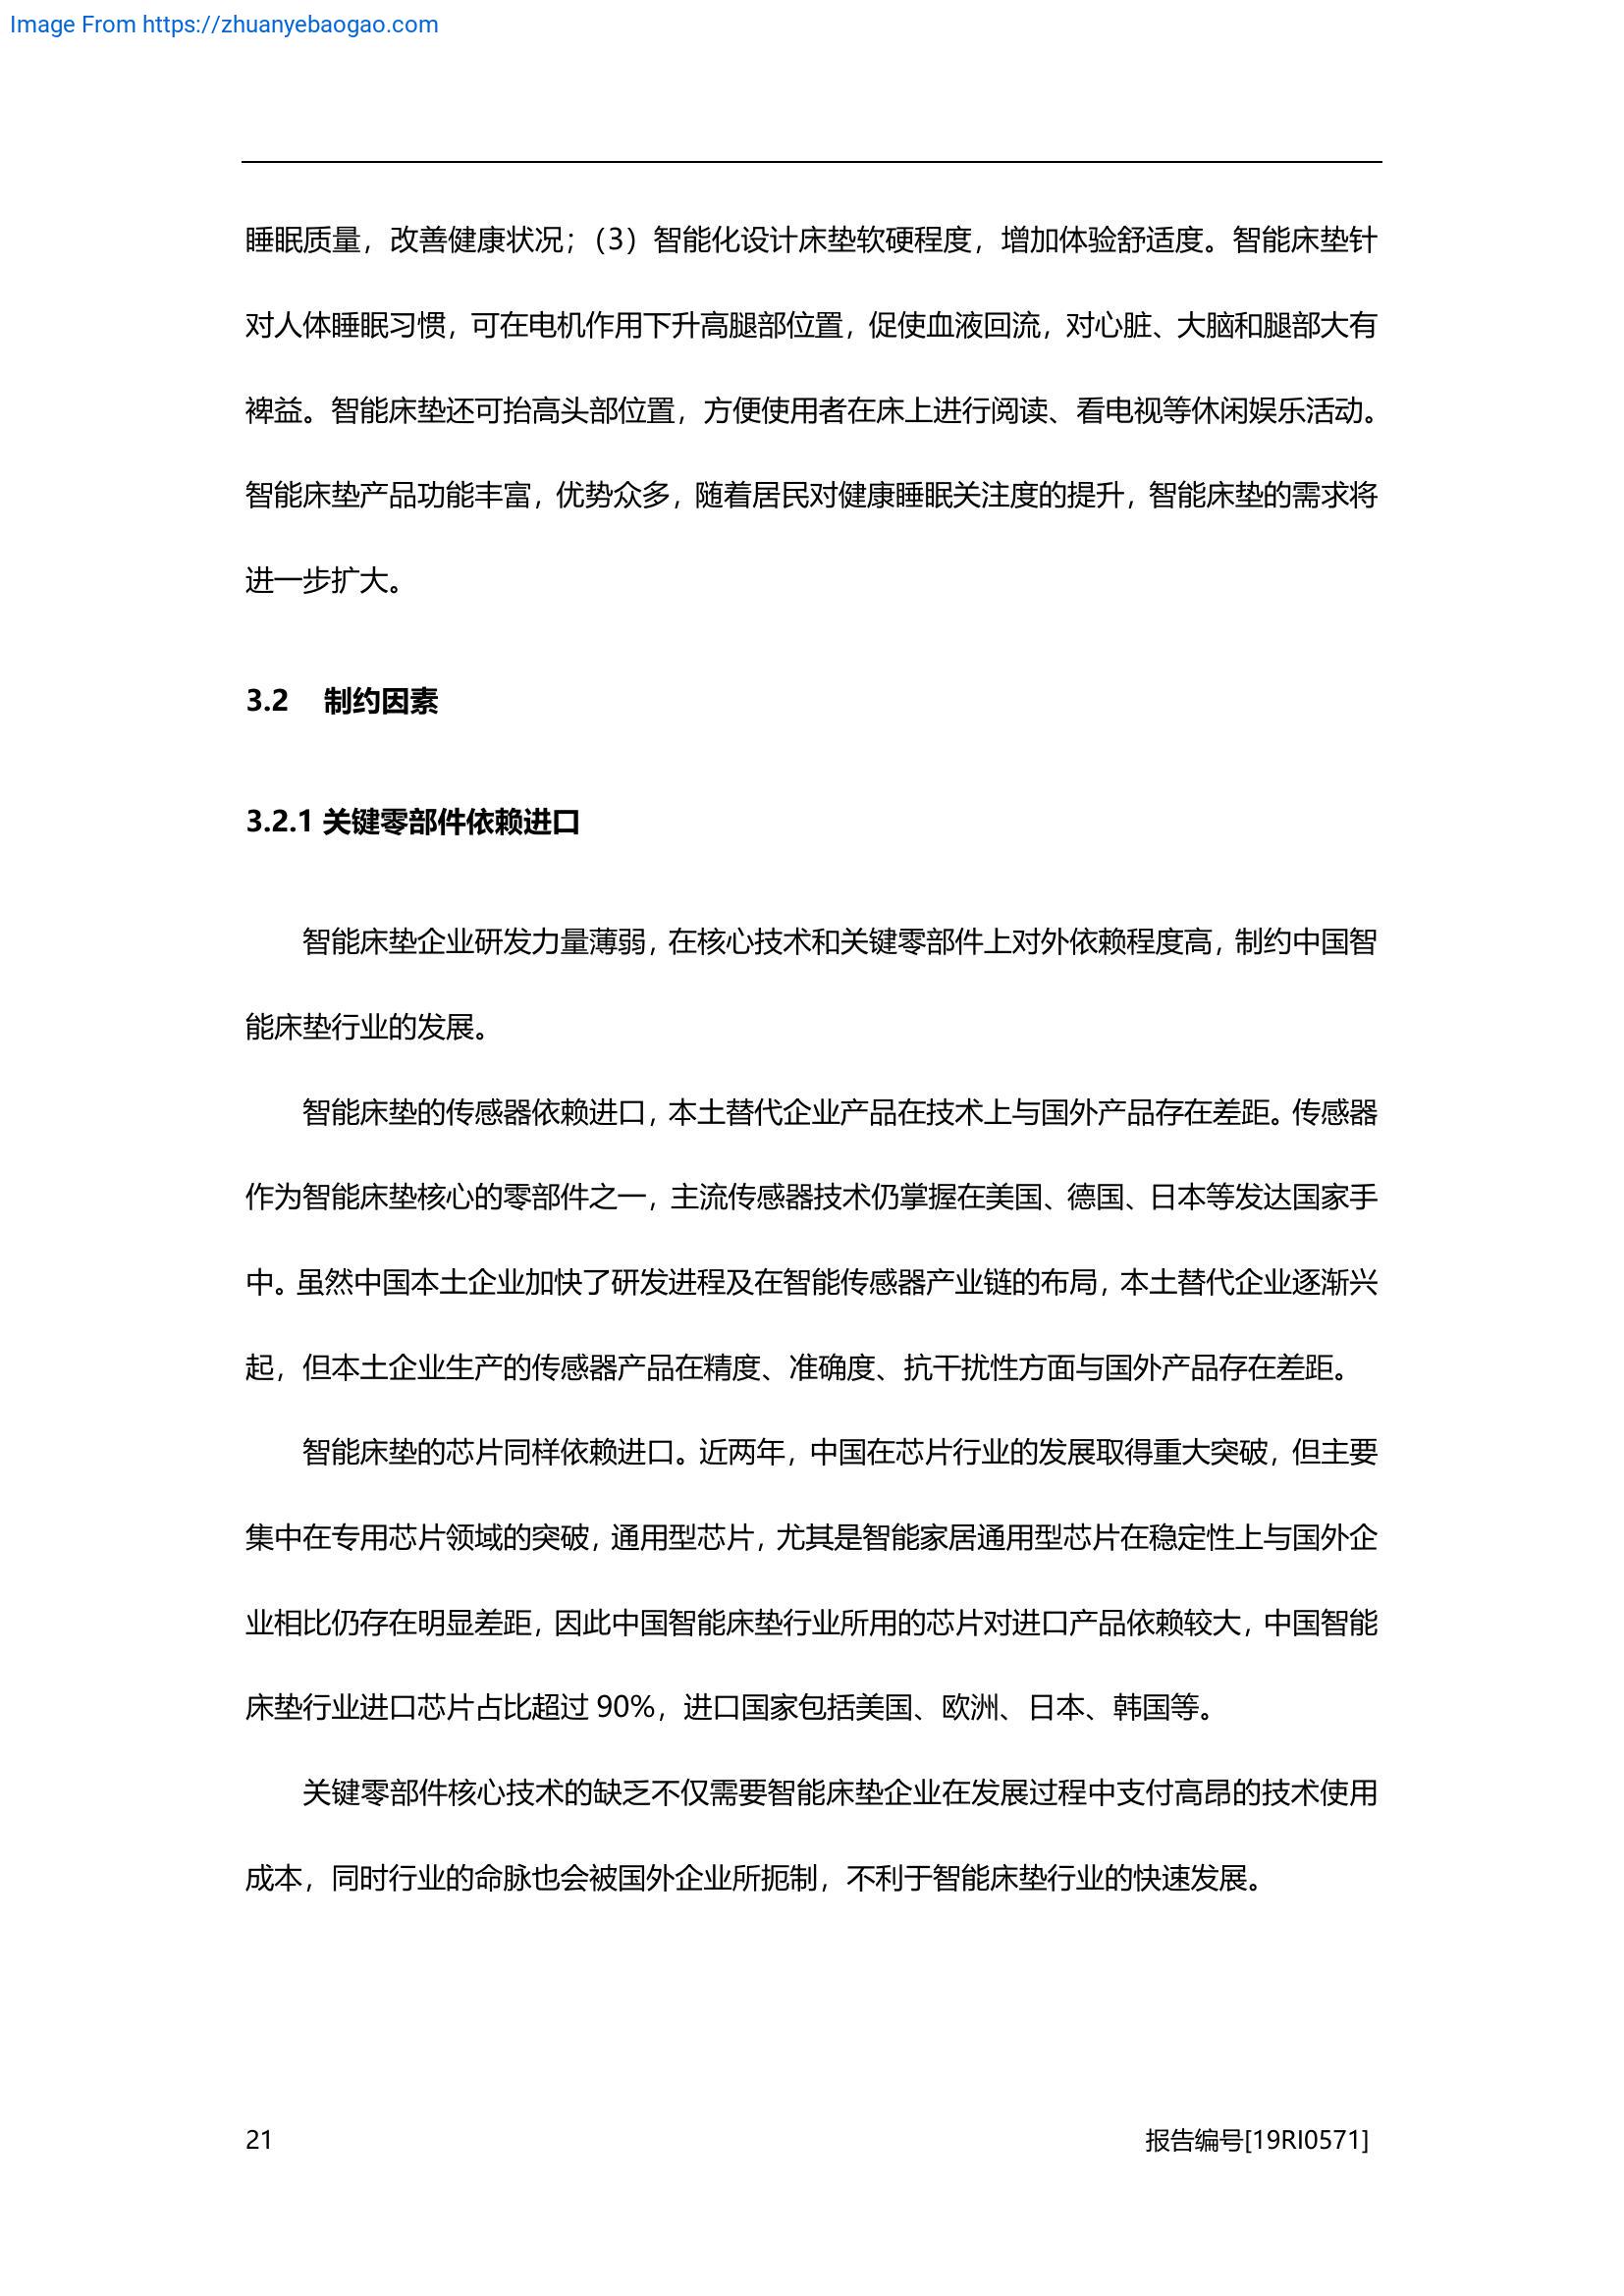 Image From https://zhuanyebaogao.com
睡眠质量，改善健康状况；（3）智能化设计床垫软硬程度，增加体验舒适度。智能床垫针
对人体睡眠习惯，可在电机作用下升高腿部位置，促使血液回流，对心脏、大脑和腿部大有
裨益。智能床垫还可抬高头部位置，方便使用者在床上进行阅读、看电视等休闲娱乐活动。
智能床垫产品功能丰富，优势众多，随着居民对健康睡眠关注度的提升，智能床垫的需求将
进一步扩大。
3.2 制约因素
3.2.1 关键零部件依赖进口
智能床垫企业研发力量薄弱，在核心技术和关键零部件上对外依赖程度高，制约中国智
能床垫行业的发展。
智能床垫的传感器依赖进口，本土替代企业产品在技术上与国外产品存在差距。传感器
作为智能床垫核心的零部件之一，主流传感器技术仍掌握在美国、德国、日本等发达国家手
中。虽然中国本土企业加快了研发进程及在智能传感器产业链的布局，本土替代企业逐渐兴
起，但本土企业生产的传感器产品在精度、准确度、抗干扰性方面与国外产品存在差距。
智能床垫的芯片同样依赖进口。近两年，中国在芯片行业的发展取得重大突破，但主要
集中在专用芯片领域的突破，通用型芯片，尤其是智能家居通用型芯片在稳定性上与国外企
业相比仍存在明显差距，因此中国智能床垫行业所用的芯片对进口产品依赖较大，中国智能
床垫行业进口芯片占比超过 90%，进口国家包括美国、欧洲、日本、韩国等。
关键零部件核心技术的缺乏不仅需要智能床垫企业在发展过程中支付高昂的技术使用
成本，同时行业的命脉也会被国外企业所扼制，不利于智能床垫行业的快速发展。
21 报告编号[19RI0571]